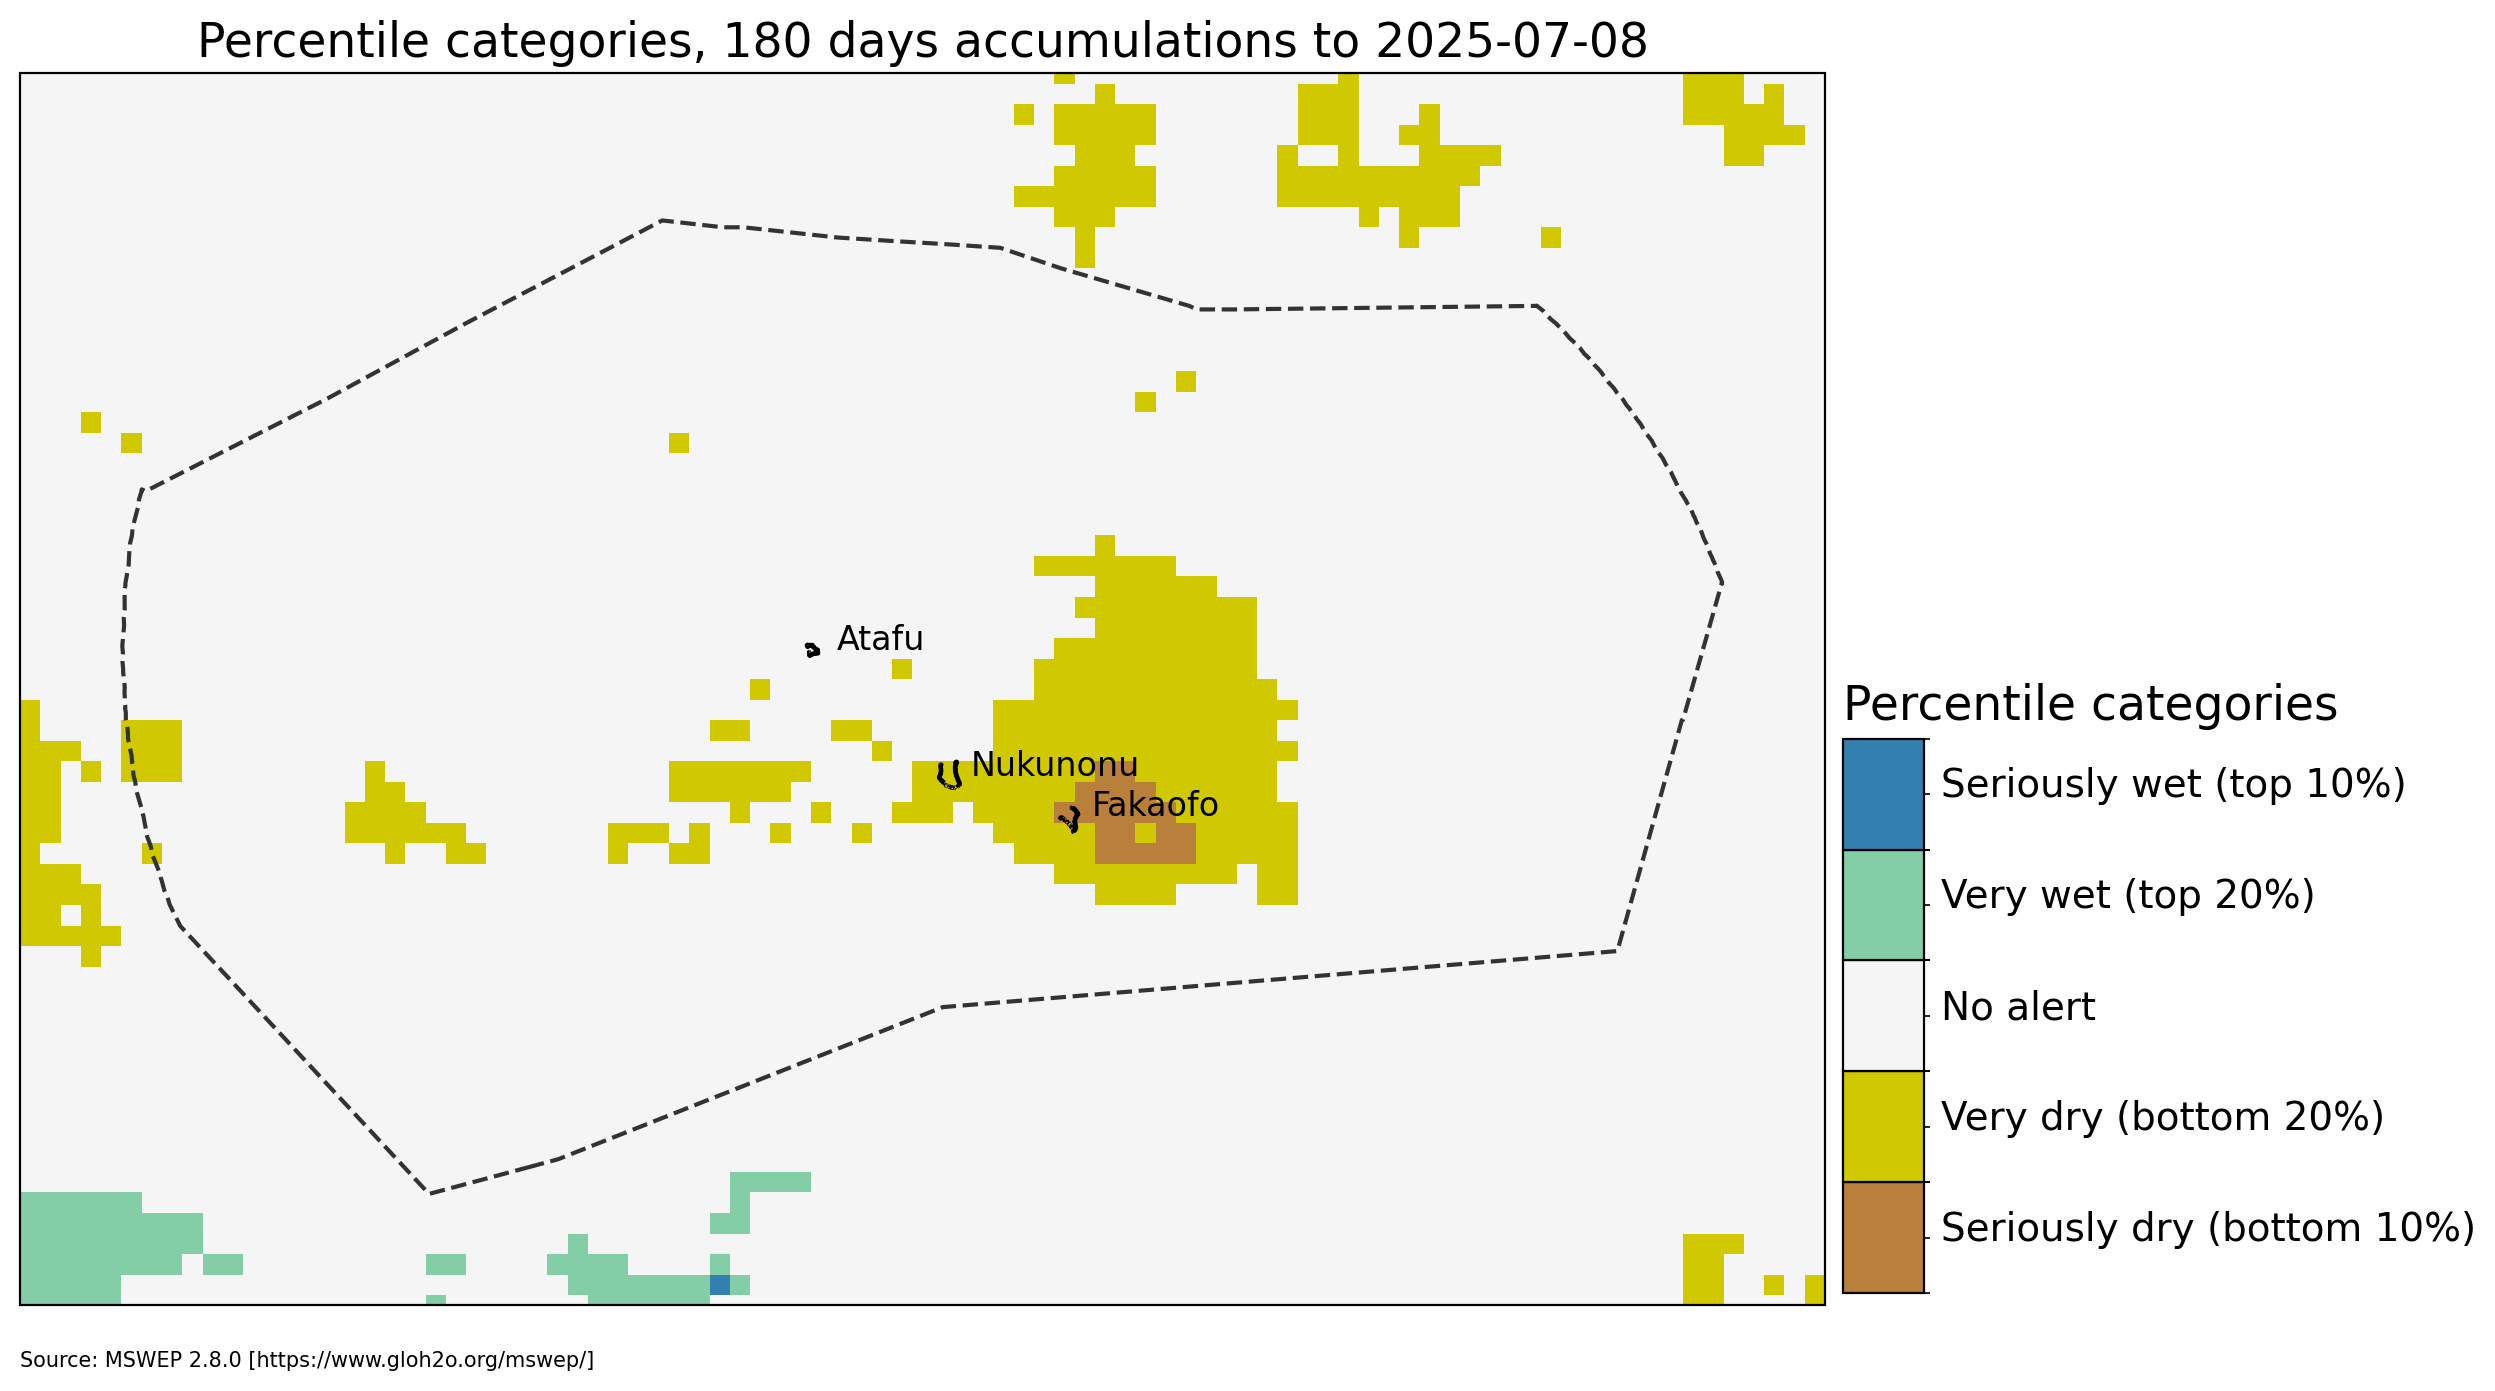 Percentile categories, 180 days accumulations to 2025-07-08
Atafu
Nukunonu
Fakaofo
Percentile categories
Seriously wet (top 10%)
Very wet (top 20%)
No alert
Very dry (bottom 20%)
Seriously dry (bottom 10%)
Source: MSWEP 2.8.0 [https://www.gloh2o.org/mswep/]